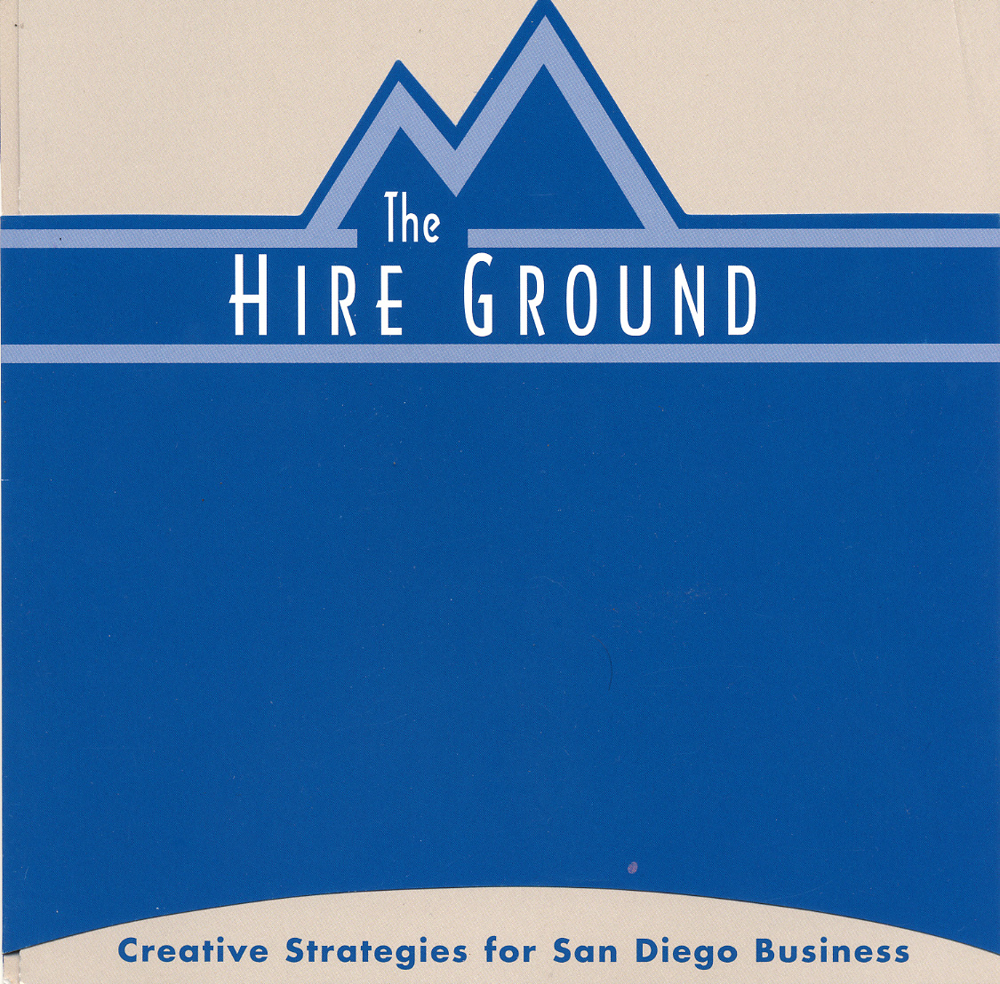 The
HIRE GROUND
Creative Strategies for San Diego Business